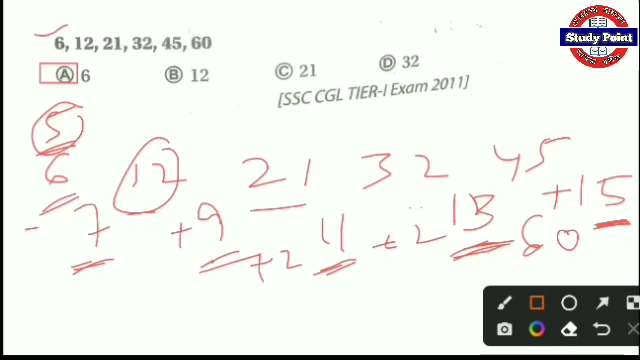 Study Point
6, 12, 21, 32, 45, 60
A 6
B 12
C 21
D 32
[SSC CGL TIER-I Exam 2011]
5
6 12 21 32 45
- 7 +9 +2 11 +2 13 60 +15